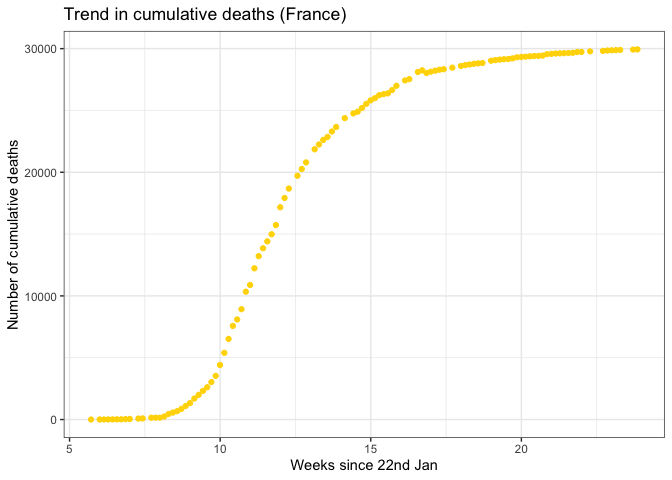 Trend in cumulative deaths (France)
Number of cumulative deaths
30000
20000
10000
0
5
10
15
20
Weeks since 22nd Jan